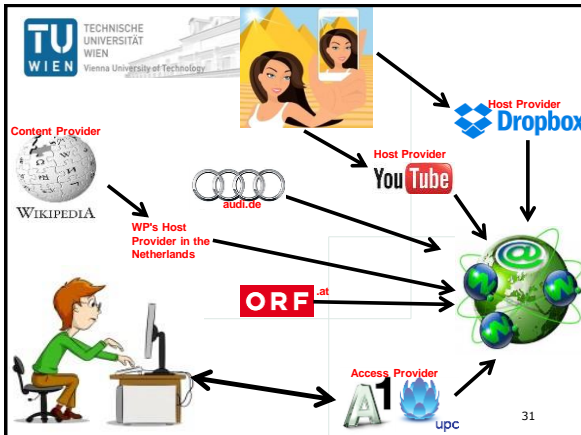 TU
WIEN
TECHNISCHE
UNIVERSITÄT
WIEN
Vienna University of Technology
Host Provider
Dropbox
Content Provider
Host Provider
YouTube
WIKIPEDIA
audi.de
WP's Host
Provider in the
Netherlands
@
ORF.at
Access Provider
A1
upc
31